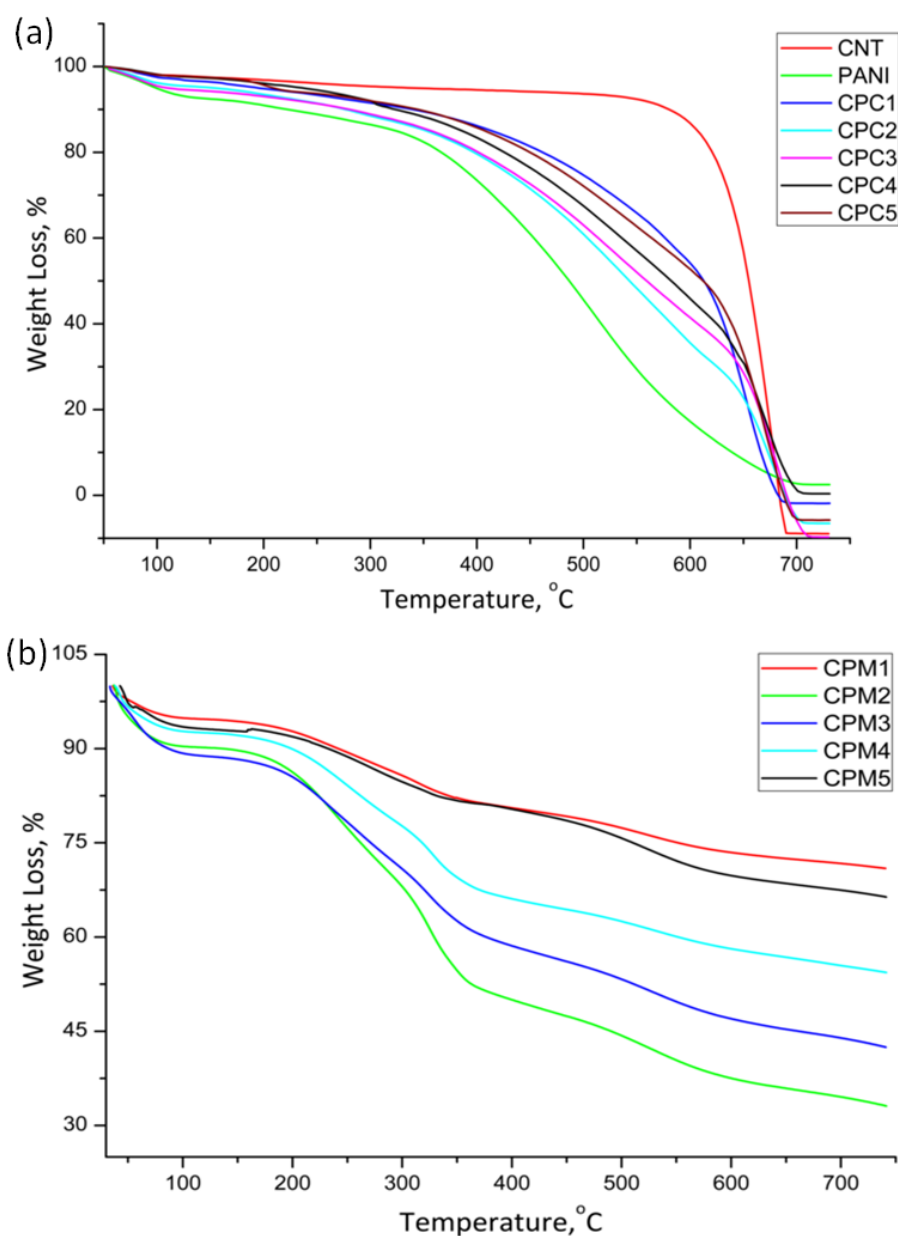 (a)
CNT
PANI
CPC1
CPC2
CPC3
CPC4
CPC5
100
80
60
40
20
0
Weight Loss, %
100 200 300 400 500 600 700
Temperature, °C
(b)
CPM1
CPM2
CPM3
CPM4
CPM5
105
90
75
60
45
30
Weight Loss, %
100 200 300 400 500 600 700
Temperature,°C